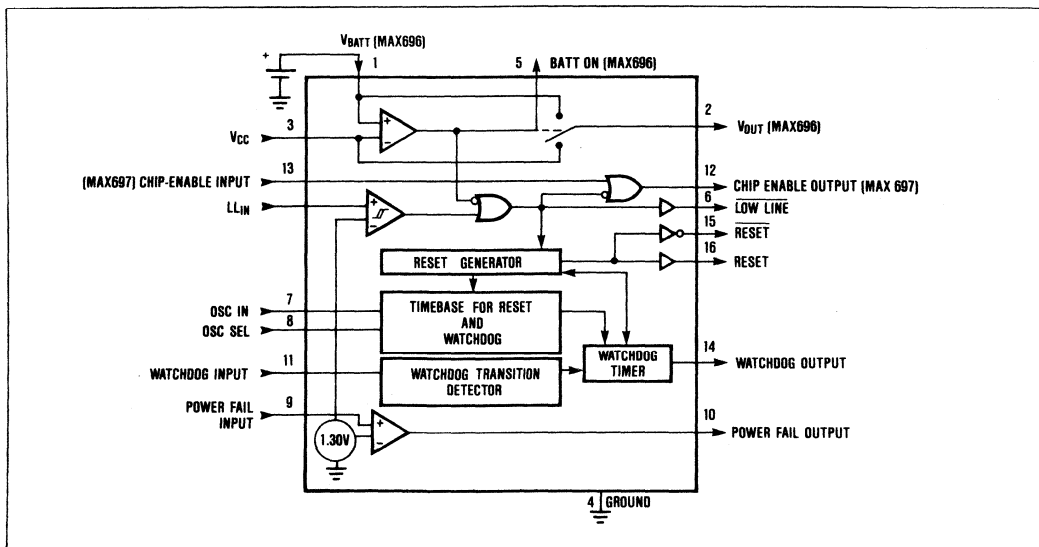 VBATT (MAX696)
+
1
5 BATT ON (MAX696)
+
−
2
VOUT (MAX696)
3
VCC
13
(MAX697) CHIP-ENABLE INPUT
12
CHIP ENABLE OUTPUT (MAX 697)
LLIN
+
−
6
LOW LINE
15
RESET
16
RESET
RESET GENERATOR
7
OSC IN
8
OSC SEL
TIMEBASE FOR RESET
AND
WATCHDOG
11
WATCHDOG INPUT
WATCHDOG TRANSITION
DETECTOR
WATCHDOG
TIMER
14
WATCHDOG OUTPUT
9
POWER FAIL
INPUT
+
−
1.30V
10
POWER FAIL OUTPUT
4 GROUND